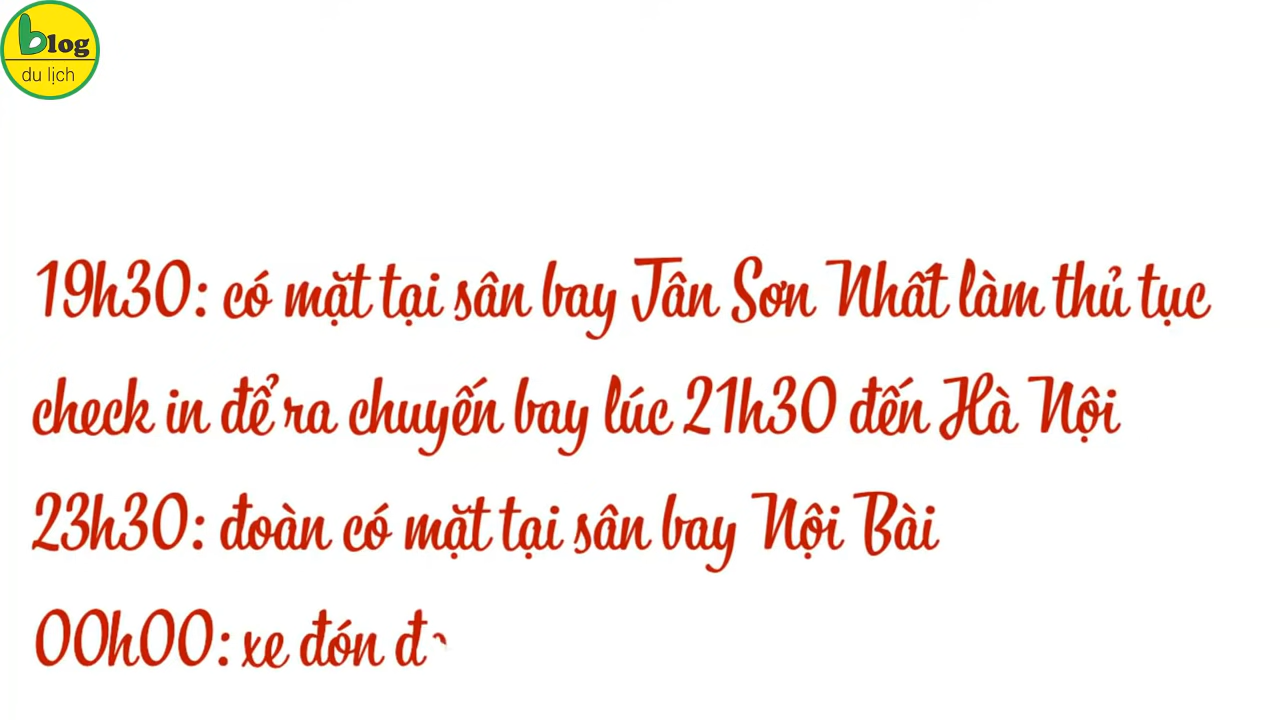 blog
du lịch
19h30: có mặt tại sân bay Tân Sơn Nhất làm thủ tục
check in để ra chuyến bay lúc 21h30 đến Hà Nội
23h30: đoàn có mặt tại sân bay Nội Bài
00h00: xe đón